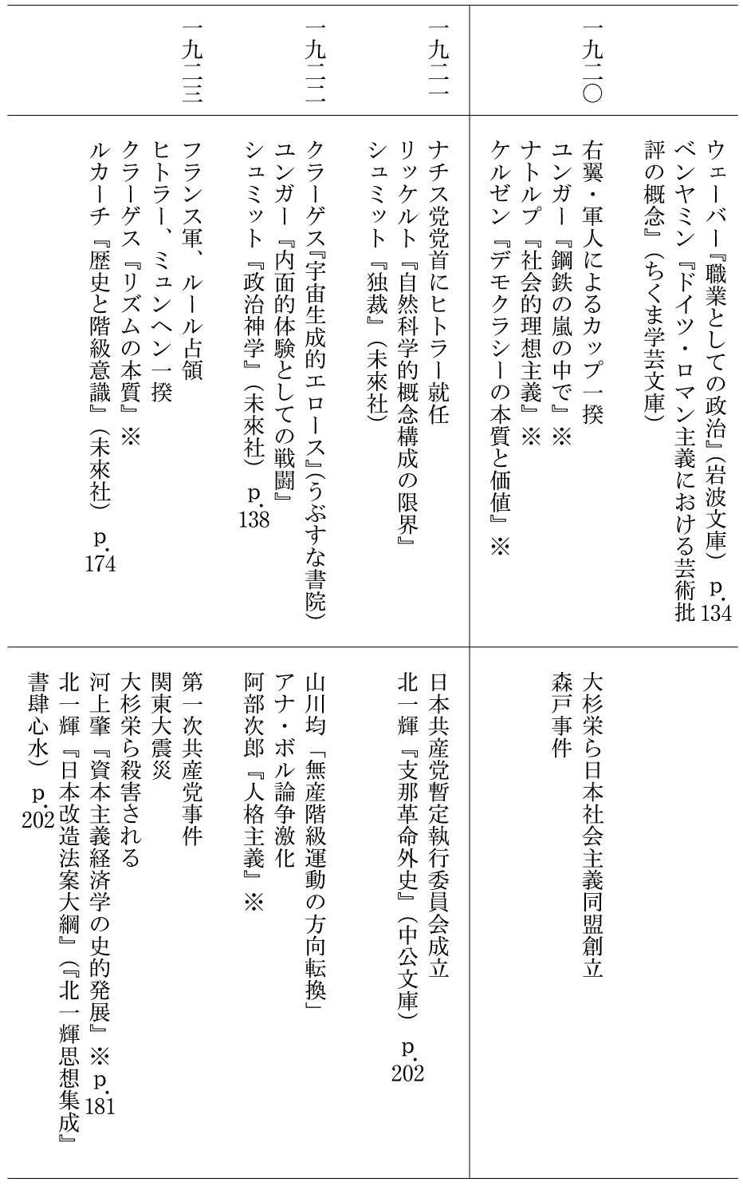 ウェーバー『職業としての政治』(岩波文庫) p.134
ベンヤミン『ドイツ・ロマン主義における芸術批
評の概念』(ちくま学芸文庫)
一九二〇
右翼・軍人によるカップ一揆
ユンガー『鋼鉄の嵐の中で』※
ナトルプ『社会的理想主義』※
ケルゼン『デモクラシーの本質と価値』※
大杉栄ら日本社会主義同盟創立
森戸事件
一九二一
ナチス党党首にヒトラー就任
リッケルト『自然科学的概念構成の限界』
シュミット『独裁』(未來社)
日本共産党暫定執行委員会成立
北一輝『支那革命外史』(中公文庫) p.202
一九二二
クラーゲス『宇宙生成的エロース』(うぶすな書院)
ユンガー『内面的体験としての戦闘』
シュミット『政治神学』(未來社) p.138
山川均「無産階級運動の方向転換」
アナ・ボル論争激化
阿部次郎『人格主義』※
一九二三
フランス軍、ルール占領
ヒトラー、ミュンヘン一揆
クラーゲス『リズムの本質』※
ルカーチ『歴史と階級意識』(未來社) p.174
第一次共産党事件
関東大震災
大杉栄ら殺害される
河上肇『資本主義経済学の史的発展』※p.181
北一輝『日本改造法案大綱』(『北一輝思想集成』
書肆心水) p.202